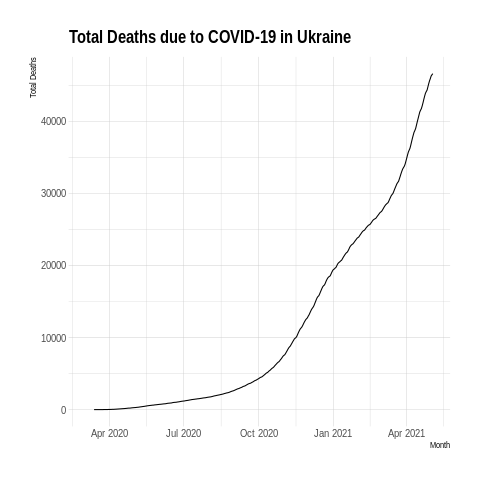 Total Deaths due to COVID-19 in Ukraine
Total Deaths
40000
30000
20000
10000
0
Apr 2020 Jul 2020 Oct 2020 Jan 2021 Apr 2021
Month